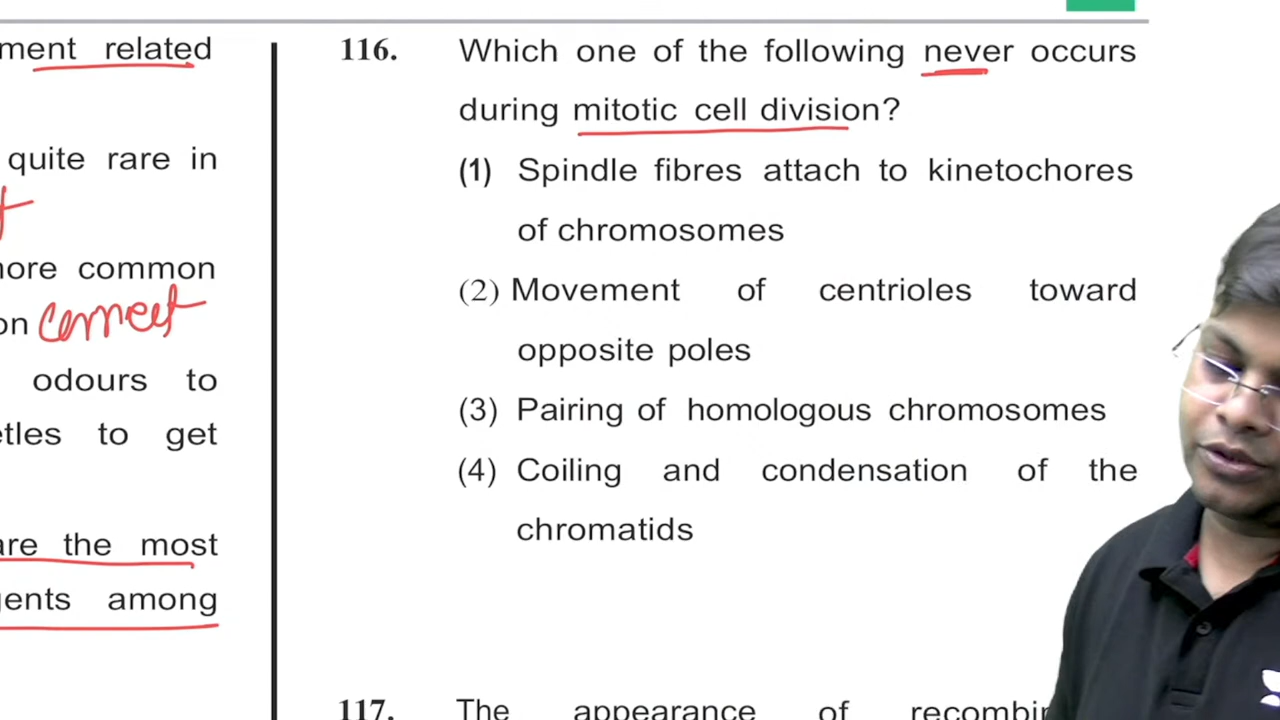 ment related
quite rare in
more common
on correct
odours to
etles to get
are the most
gents among
116. Which one of the following never occurs
during mitotic cell division?
(1) Spindle fibres attach to kinetochores
of chromosomes
(2) Movement of centrioles toward
opposite poles
(3) Pairing of homologous chromosomes
(4) Coiling and condensation of the
chromatids
117. The appearance of recombin